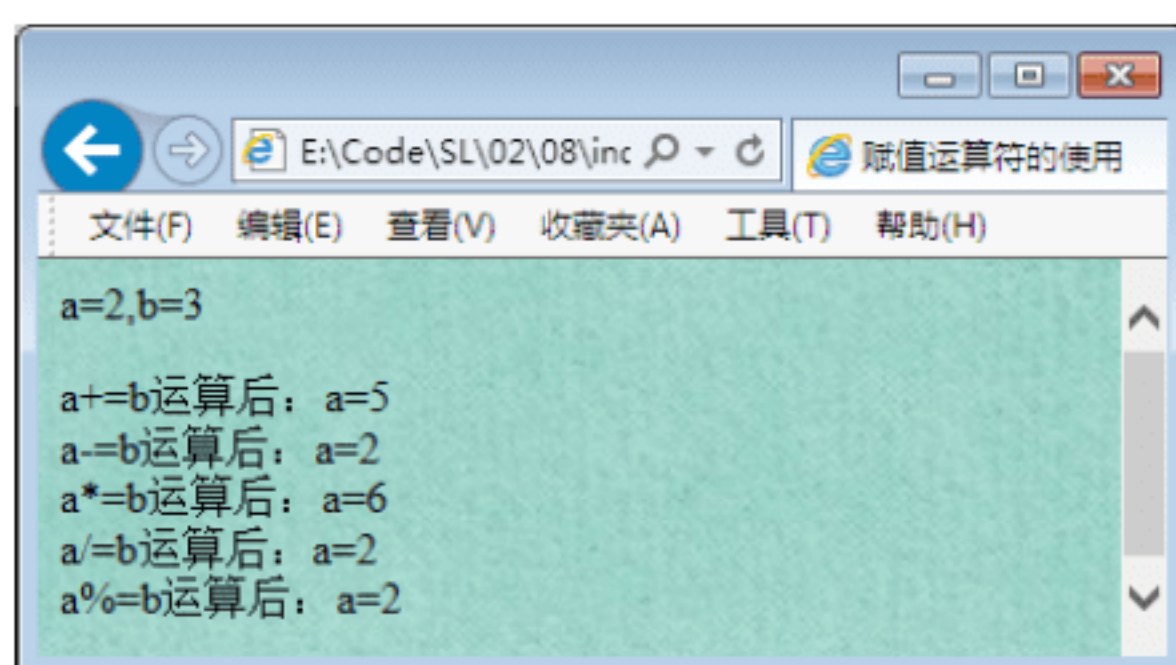 E:\Code\SL\02\08\inc
赋值运算符的使用
文件(F) 编辑(E) 查看(V) 收藏夹(A) 工具(T) 帮助(H)
a=2,b=3
a+=b运算后：a=5
a-=b运算后：a=2
a*=b运算后：a=6
a/=b运算后：a=2
a%=b运算后：a=2